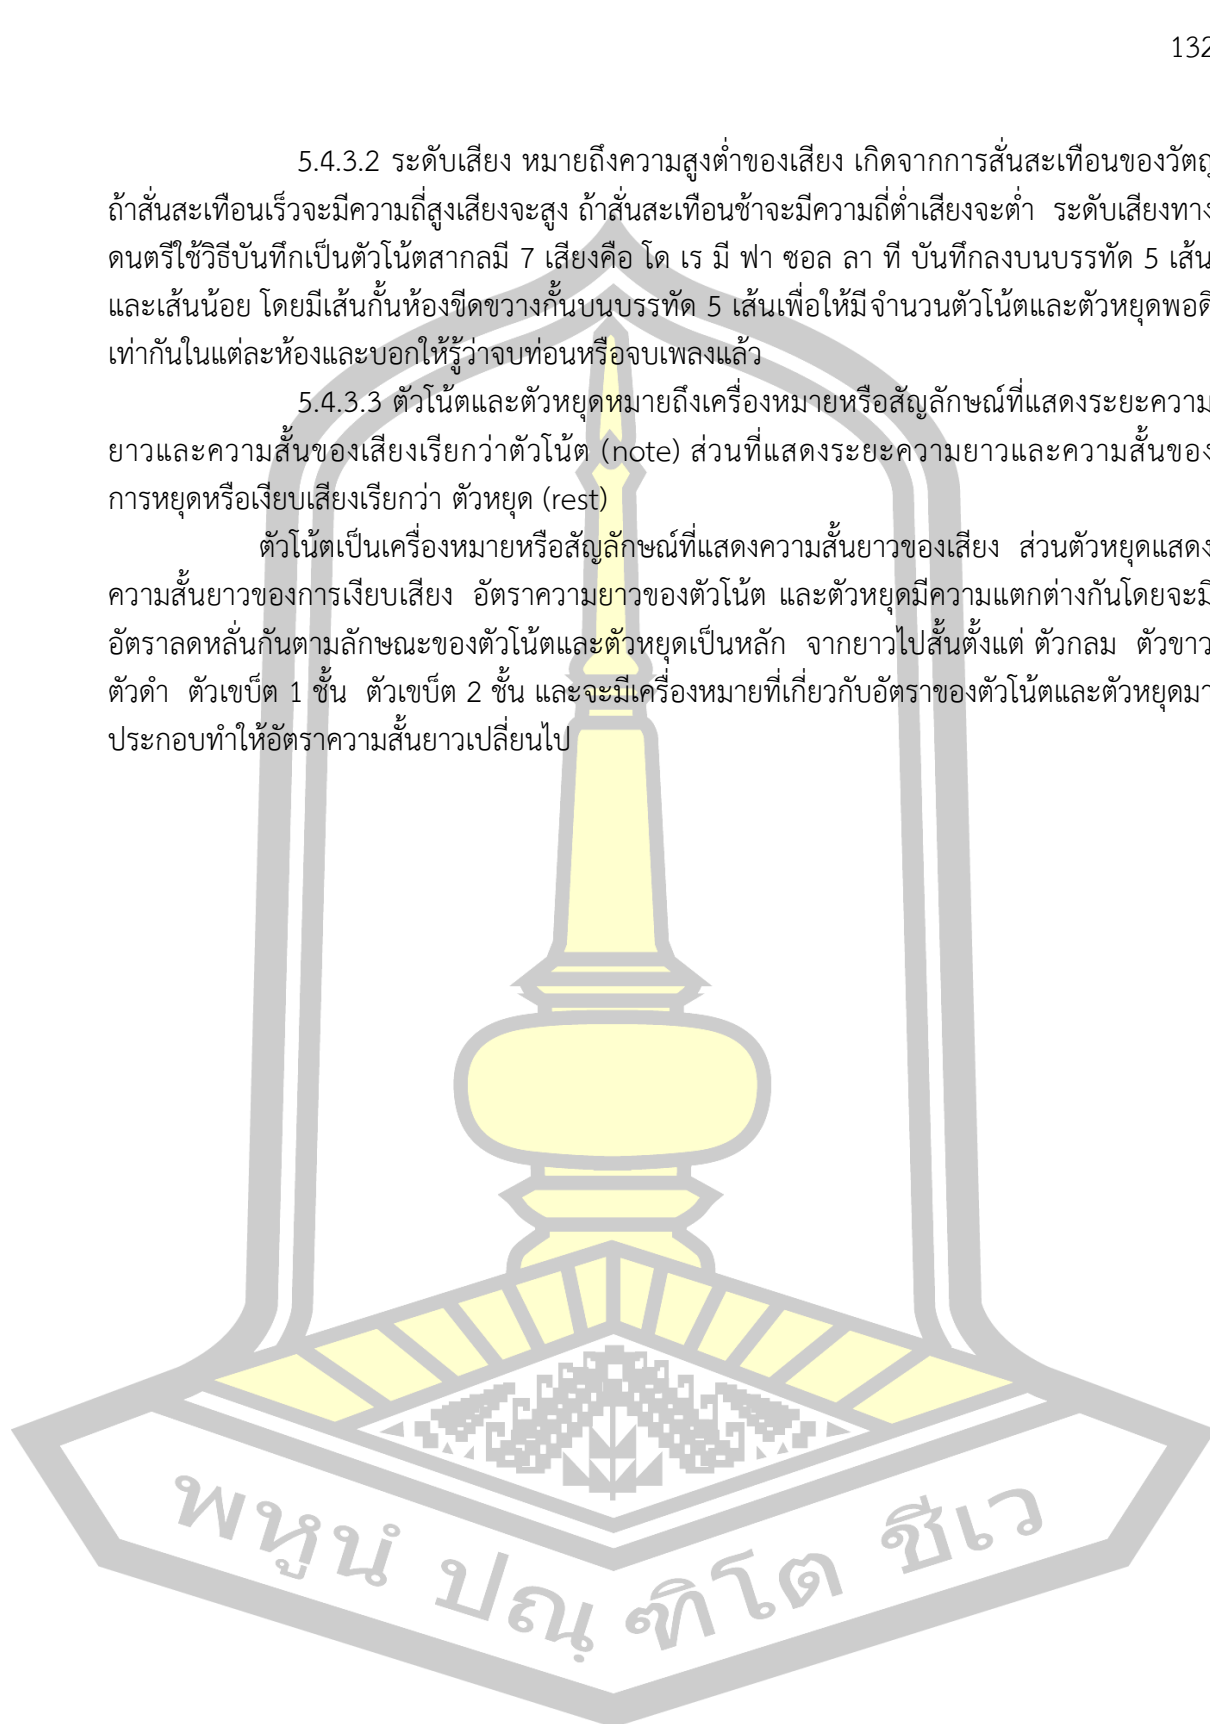 132
5.4.3.2 ระดับเสียง หมายถึงความสูงต่ำของเสียง เกิดจากการสั่นสะเทือนของวัตถุ
ถ้าสั่นสะเทือนเร็วจะมีความถี่สูงเสียงจะสูง ถ้าสั่นสะเทือนช้าจะมีความถี่ต่ำเสียงจะต่ำ ระดับเสียงทาง
ดนตรีใช้วิธีบันทึกเป็นตัวโน้ตสากลมี 7 เสียงคือ โด เร มี ฟา ซอล ลา ที บันทึกลงบนบรรทัด 5 เส้น
และเส้นน้อย โดยมีเส้นกั้นห้องขีดขวางกั้นบนบรรทัด 5 เส้นเพื่อให้มีจำนวนตัวโน้ตและตัวหยุดพอดี
เท่ากันในแต่ละห้องและบอกให้รู้ว่าจบท่อนหรือจบเพลงแล้ว
5.4.3.3 ตัวโน้ตและตัวหยุดหมายถึงเครื่องหมายหรือสัญลักษณ์ที่แสดงระยะความ
ยาวและความสั้นของเสียงเรียกว่าตัวโน้ต (note) ส่วนที่แสดงระยะความยาวและความสั้นของ
การหยุดหรือเงียบเสียงเรียกว่า ตัวหยุด (rest)
ตัวโน้ตเป็นเครื่องหมายหรือสัญลักษณ์ที่แสดงความสั้นยาวของเสียง ส่วนตัวหยุดแสดง
ความสั้นยาวของการเงียบเสียง อัตราความยาวของตัวโน้ต และตัวหยุดมีความแตกต่างกันโดยจะมี
อัตราลดหลั่นกันตามลักษณะของตัวโน้ตและตัวหยุดเป็นหลัก จากยาวไปสั้นตั้งแต่ ตัวกลม ตัวขาว
ตัวดำ ตัวเขบ็ต 1 ชั้น ตัวเขบ็ต 2 ชั้น และจะมีเครื่องหมายที่เกี่ยวกับอัตราของตัวโน้ตและตัวหยุดมา
ประกอบทำให้อัตราความสั้นยาวเปลี่ยนไป
พหูนํ ปณฺ ฑิโต ชีเว